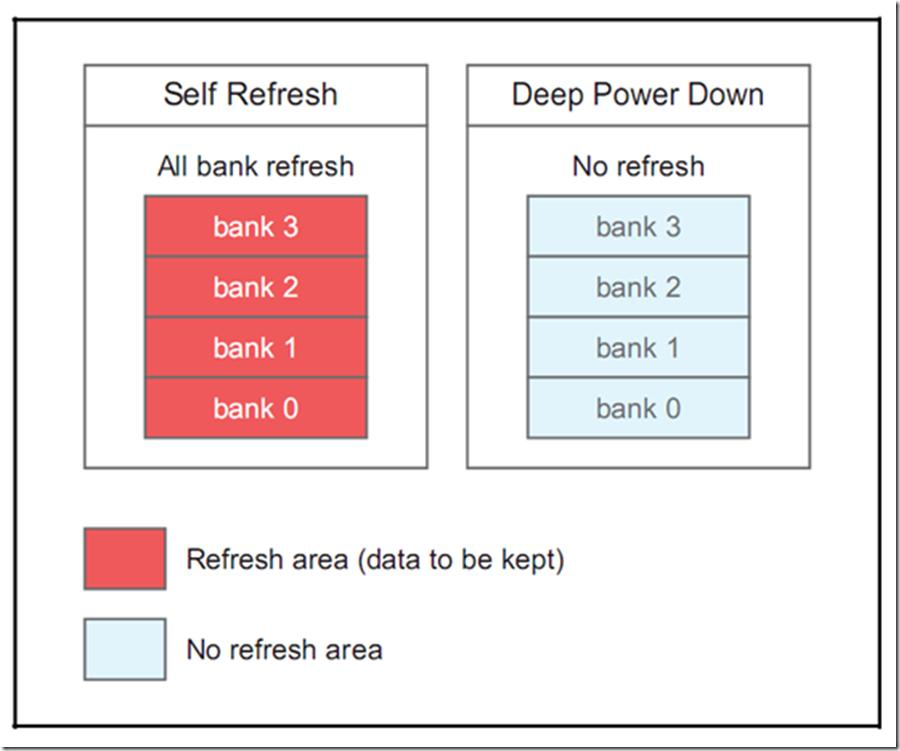 Self Refresh
All bank refresh
bank 3
bank 2
bank 1
bank 0
Deep Power Down
No refresh
bank 3
bank 2
bank 1
bank 0
Refresh area (data to be kept)
No refresh area